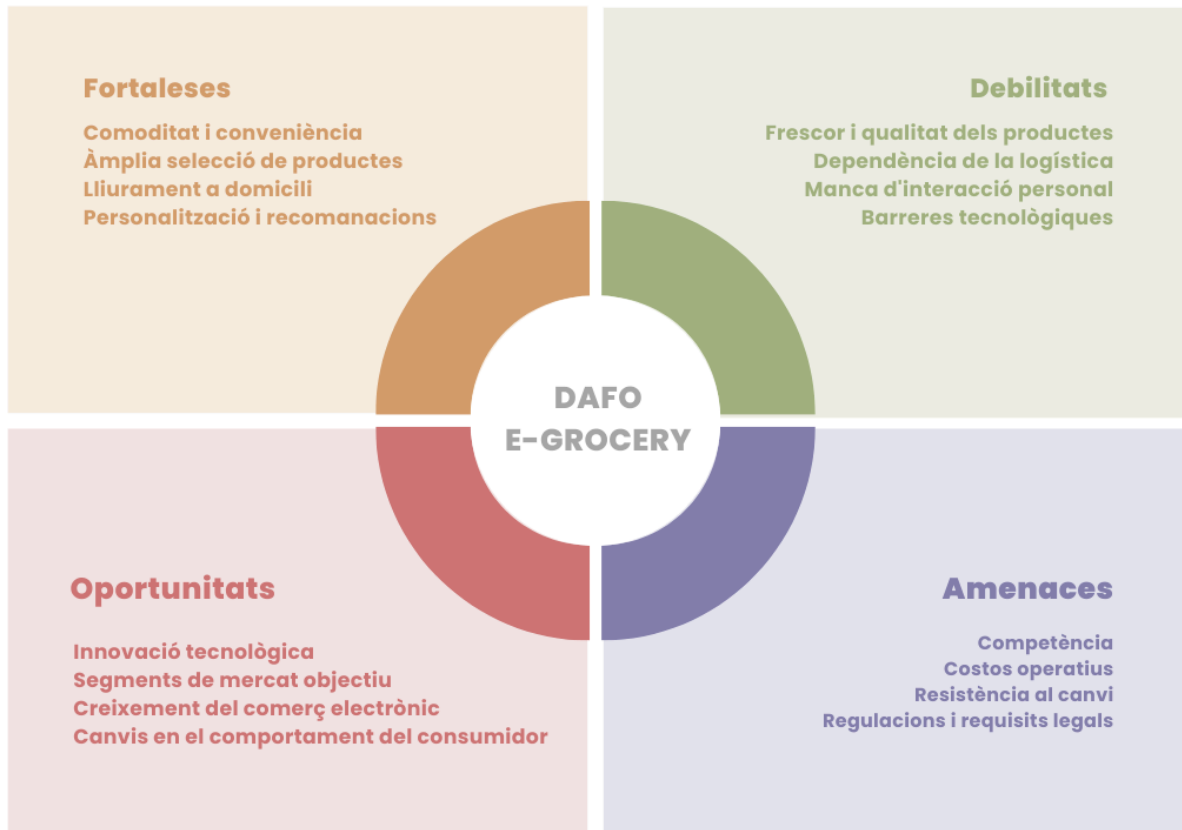 Fortaleses
Comoditat i conveniència
Àmplia selecció de productes
Lliurament a domicili
Personalització i recomanacions
Debilitats
Frescor i qualitat dels productes
Dependència de la logística
Manca d'interacció personal
Barreres tecnològiques
DAFO
E-GROCERY
Oportunitats
Innovació tecnològica
Segments de mercat objectiu
Creixement del comerç electrònic
Canvis en el comportament del consumidor
Amenaces
Competència
Costos operatius
Resistència al canvi
Regulacions i requisits legals